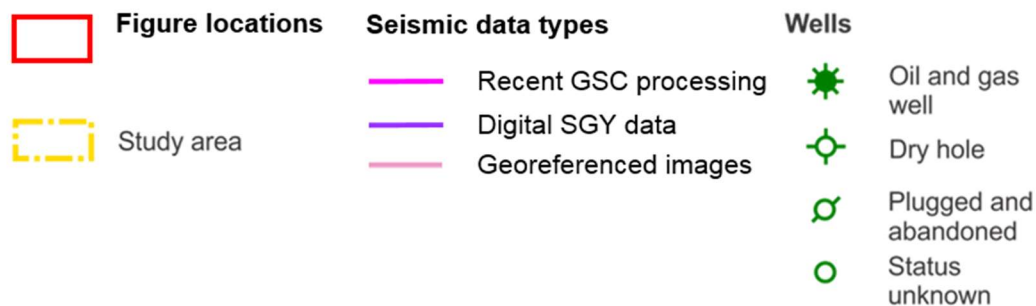 Figure locations
Study area
Seismic data types
Recent GSC processing
Digital SGY data
Georeferenced images
Wells
Oil and gas
well
Dry hole
Plugged and
abandoned
Status
unknown